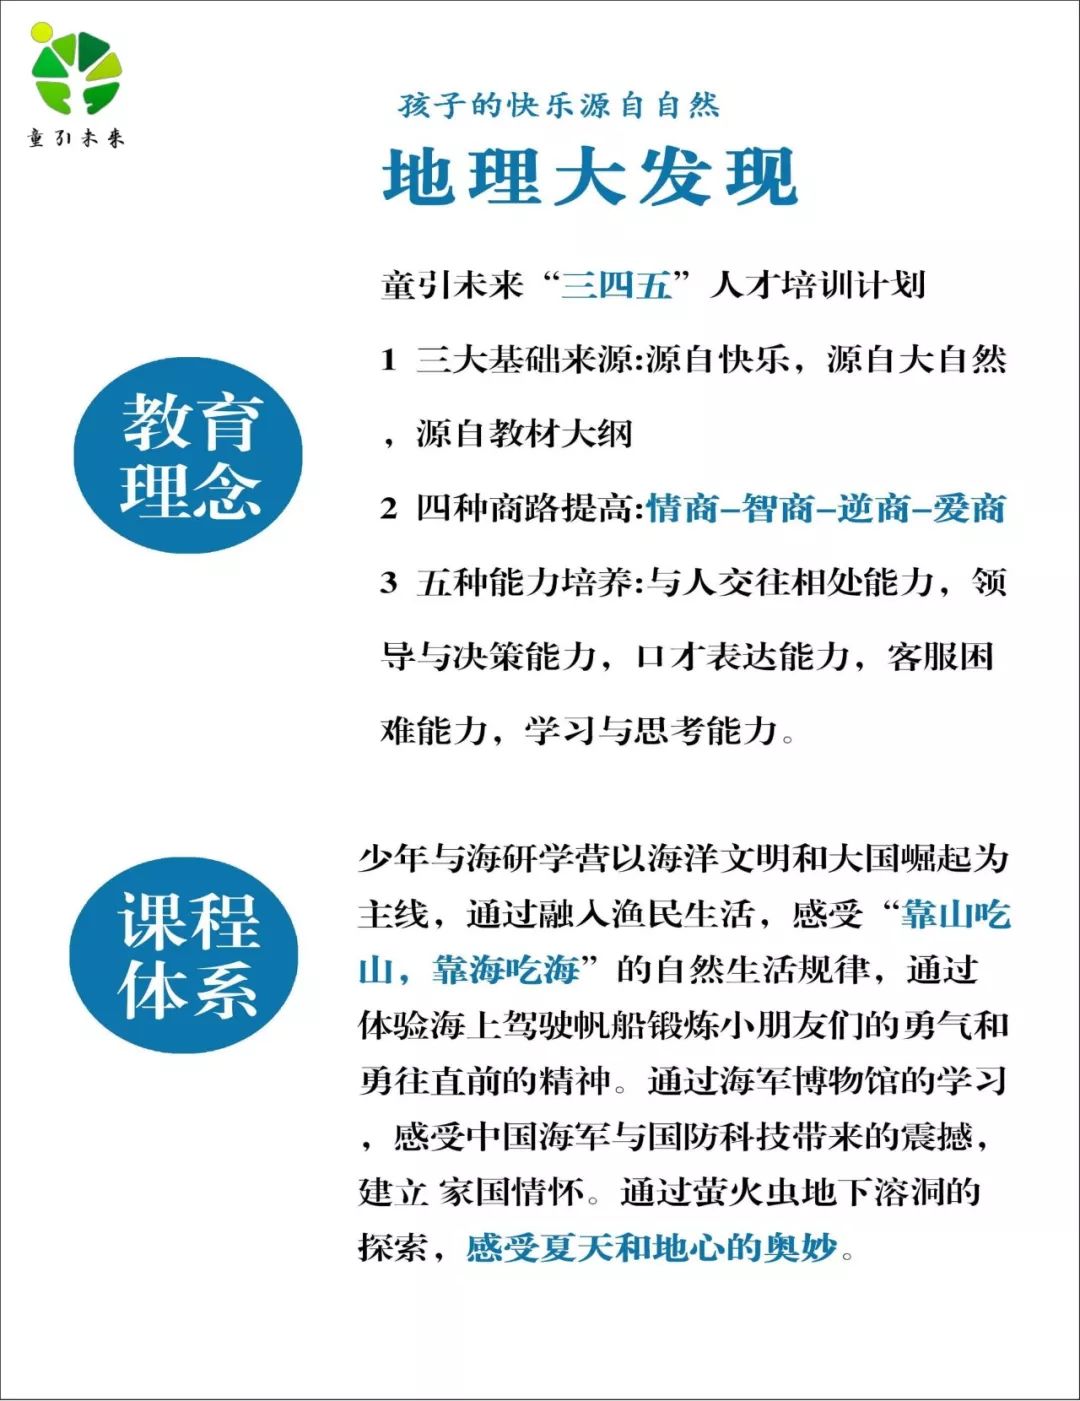 童引未来
孩子的快乐源自自然
地理大发现
教育
理念
童引未来“三四五”人才培训计划
1 三大基础来源:源自快乐，源自大自然
，源自教材大纲
2 四种商路提高:情商-智商-逆商-爱商
3 五种能力培养:与人交往相处能力，领
导与决策能力，口才表达能力，客服困
难能力，学习与思考能力。
课程
体系
少年与海研学营以海洋文明和大国崛起为
主线，通过融入渔民生活，感受“靠山吃
山，靠海吃海”的自然生活规律，通过
体验海上驾驶帆船锻炼小朋友们的勇气和
勇往直前的精神。通过海军博物馆的学习
，感受中国海军与国防科技带来的震撼，
建立 家国情怀。通过萤火虫地下溶洞的
探索，感受夏天和地心的奥妙。